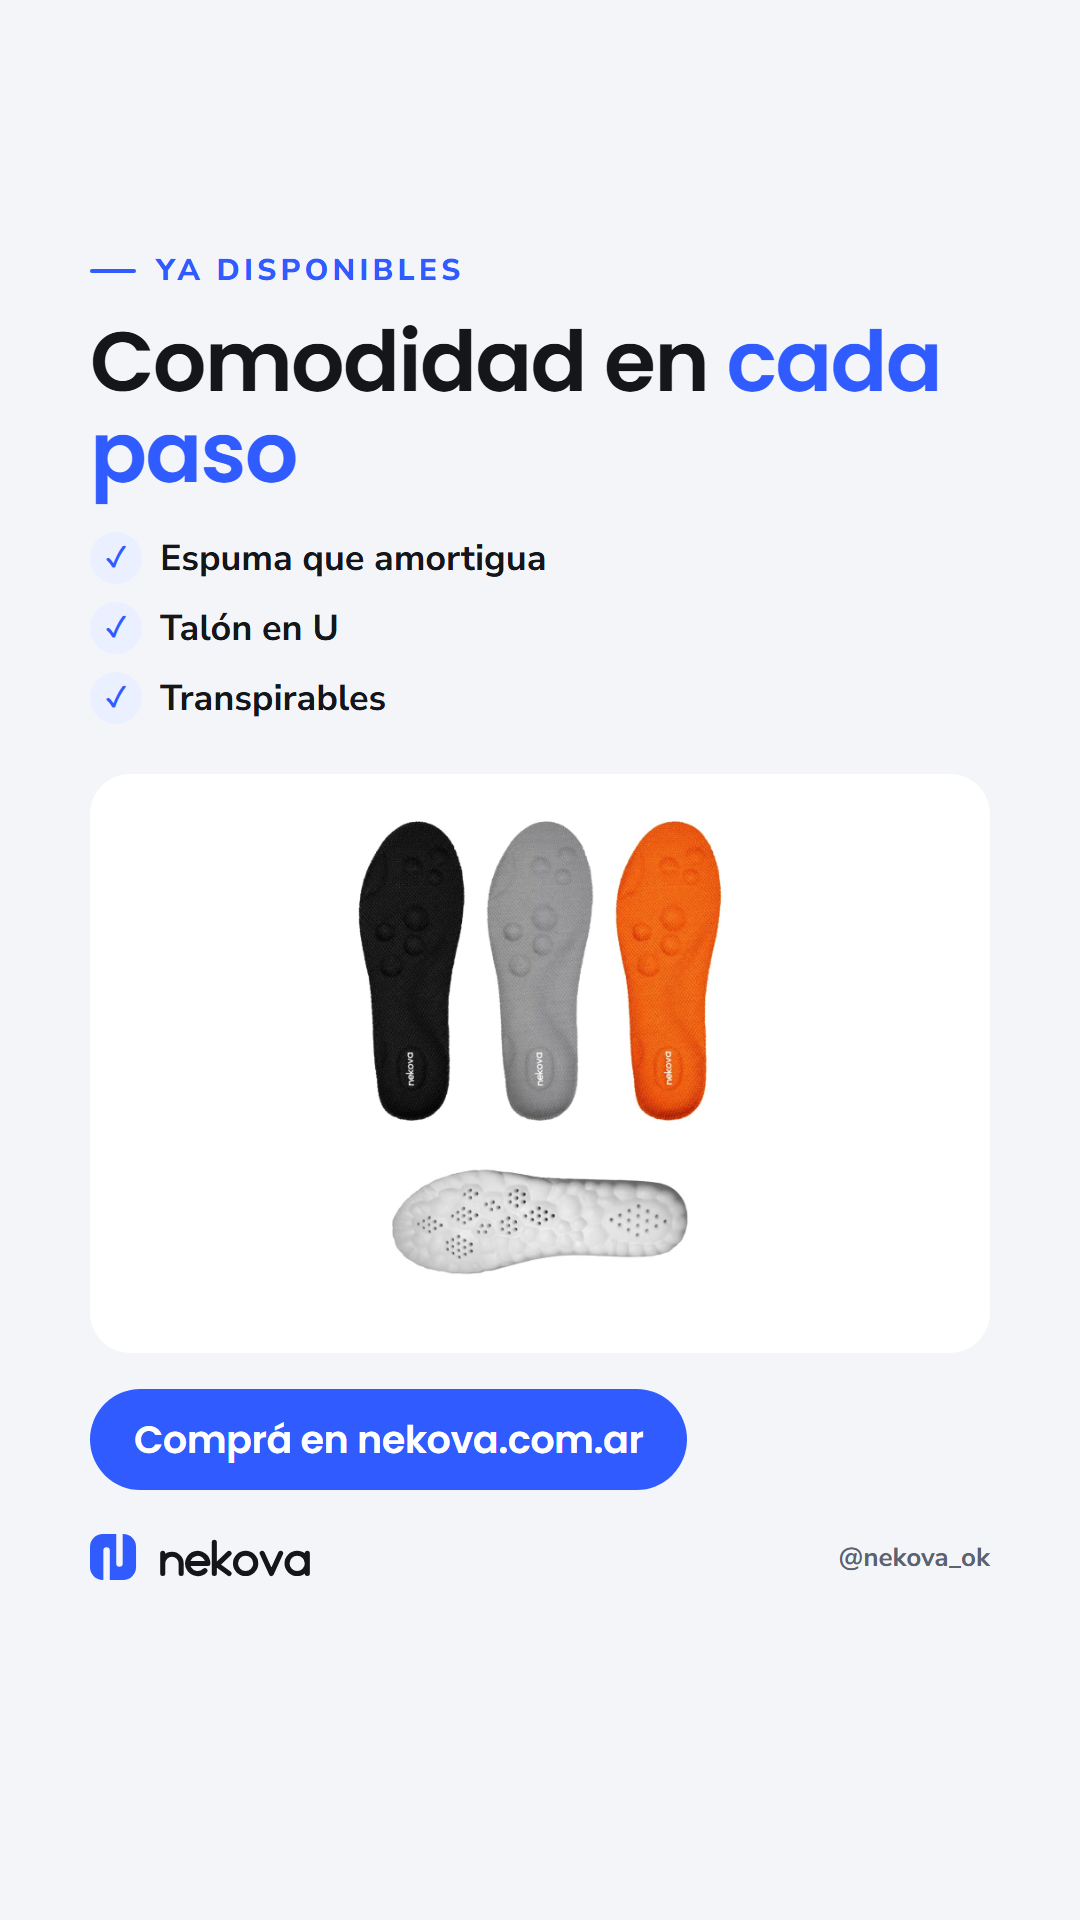 YA DISPONIBLES
Comodidad en cada
paso
✓ Espuma que amortigua
✓ Talón en U
✓ Transpirables
nekova
nekova
nekova
Comprá en nekova.com.ar
nekova
@nekova_ok